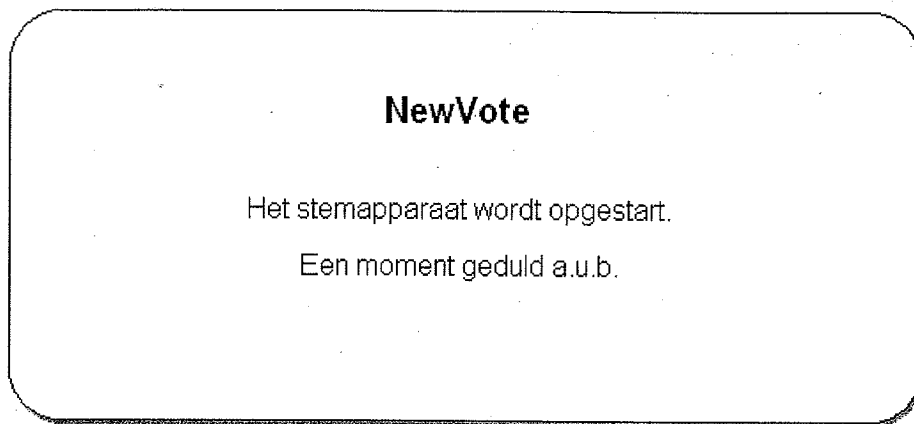 NewVote
Het stemapparaat wordt opgestart.
Een moment geduld a.u.b.